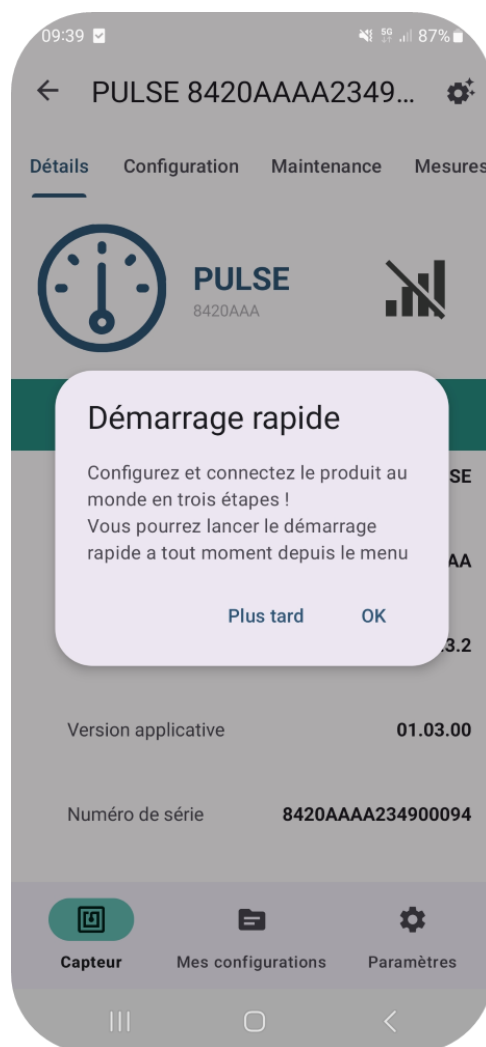 09:39
5G
87%
PULSE 8420AAAA2349...
Détails Configuration Maintenance Mesures
PULSE
8420AAA
Démarrage rapide
Configurez et connectez le produit au
monde en trois étapes !
Vous pourrez lancer le démarrage
rapide a tout moment depuis le menu
Plus tard OK
SE
AA
.3.2
Version applicative 01.03.00
Numéro de série 8420AAAA234900094
Capteur Mes configurations Paramètres